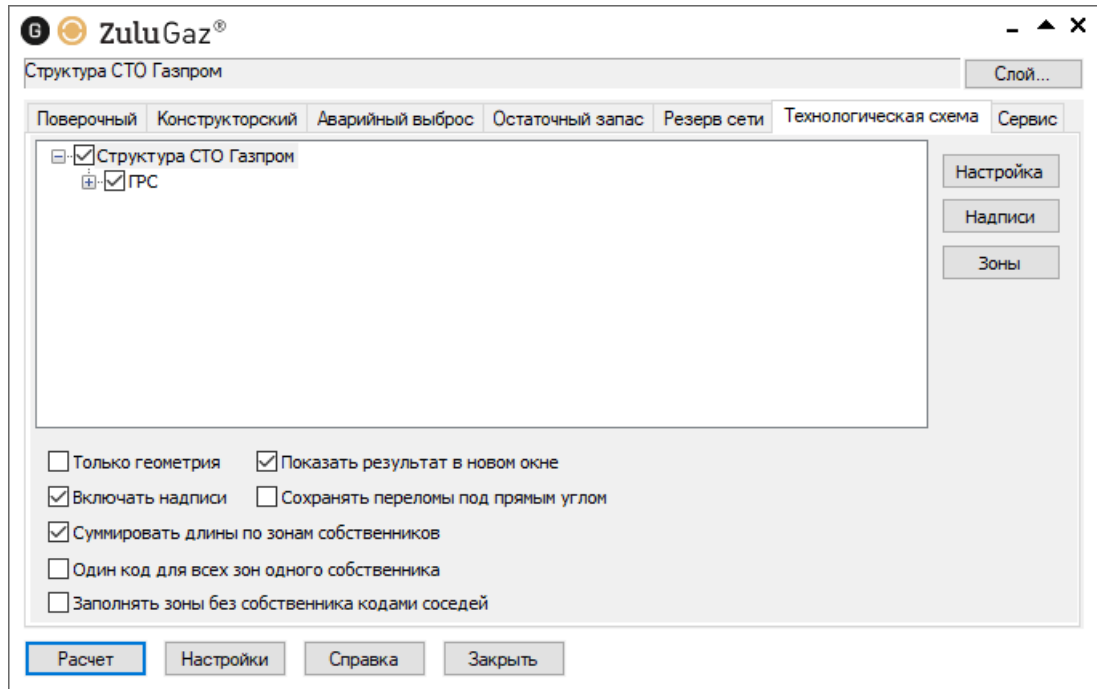 G ZuluGaz®
Структура СТО Газпром
Слой...
Поверочный Конструкторский Аварийный выброс Остаточный запас Резерв сети Технологическая схема Сервис
Структура СТО Газпром
ГРС
Настройка
Надписи
Зоны
Только геометрия Показать результат в новом окне
Включать надписи Сохранять переломы под прямым углом
Суммировать длины по зонам собственников
Один код для всех зон одного собственника
Заполнять зоны без собственника кодами соседей
Расчет Настройки Справка Закрыть